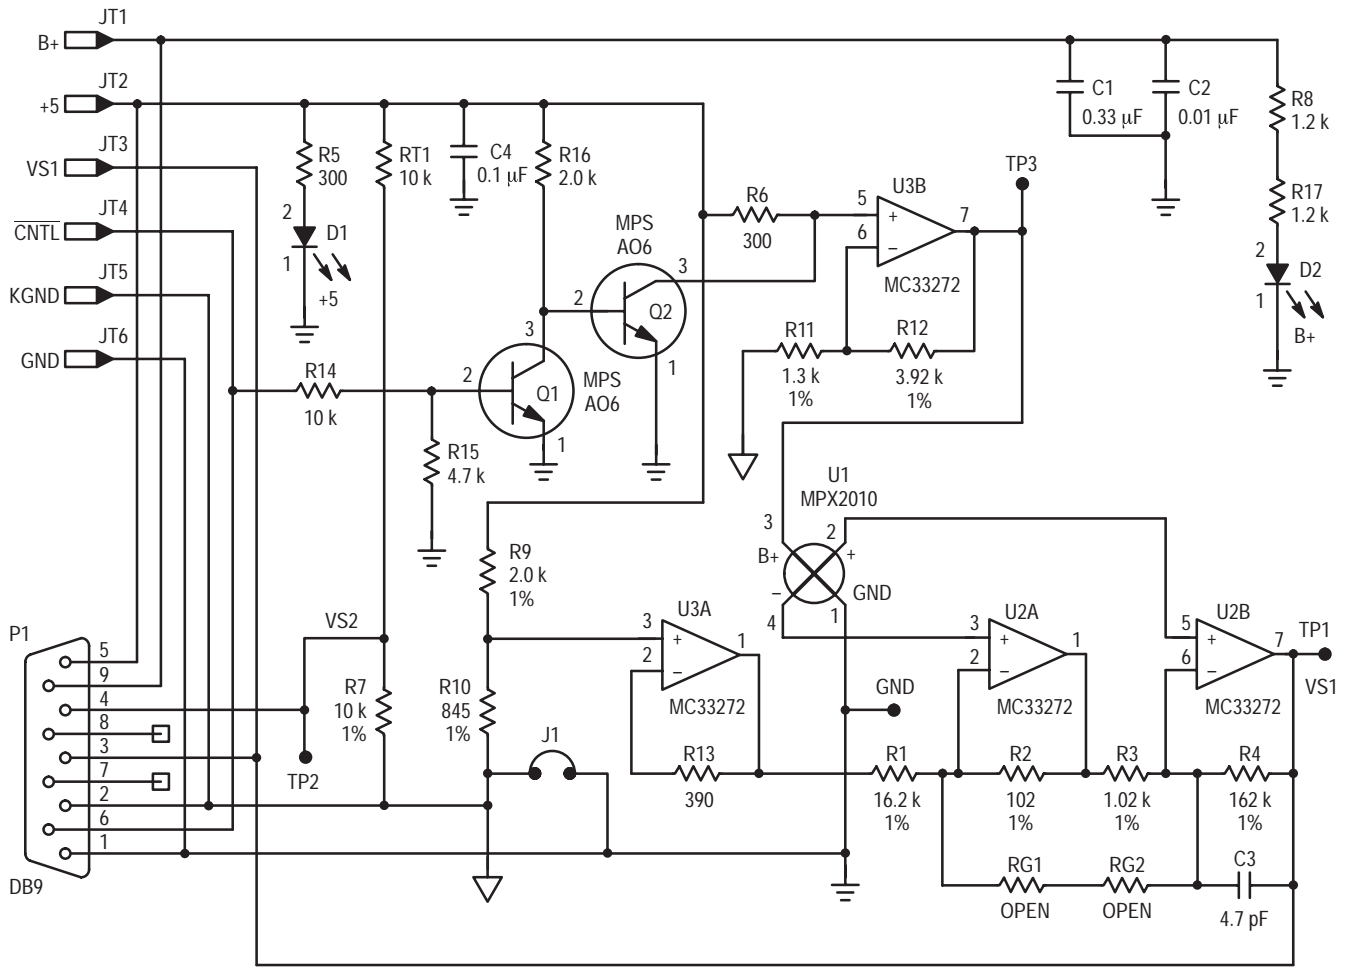 JT1
B+
JT2
+5
JT3
VS1
JT4
CNTL
JT5
KGND
JT6
GND
R5
300
2
D1
1
+5
RT1
10 k
C4
0.1 µF
R16
2.0 k
MPS
AO6
3
2
Q2
1
3
2
Q1
1
MPS
AO6
R14
10 k
R15
4.7 k
R6
300
U3B
5
+
6
−
7
MC33272
TP3
R11
1.3 k
1%
R12
3.92 k
1%
C1
0.33 µF
C2
0.01 µF
R8
1.2 k
R17
1.2 k
2
D2
1
B+
U1
MPX2010
3
2
B+
+
−
GND
4
1
R9
2.0 k
1%
VS2
R7
10 k
1%
R10
845
1%
TP2
J1
U3A
3
+
2
−
1
MC33272
R13
390
GND
R1
16.2 k
1%
U2A
3
+
2
−
1
MC33272
R2
102
1%
R3
1.02 k
1%
U2B
5
+
6
−
7
MC33272
TP1
VS1
R4
162 k
1%
RG1
OPEN
RG2
OPEN
C3
4.7 pF
P1
5
9
4
8
3
7
2
6
1
DB9